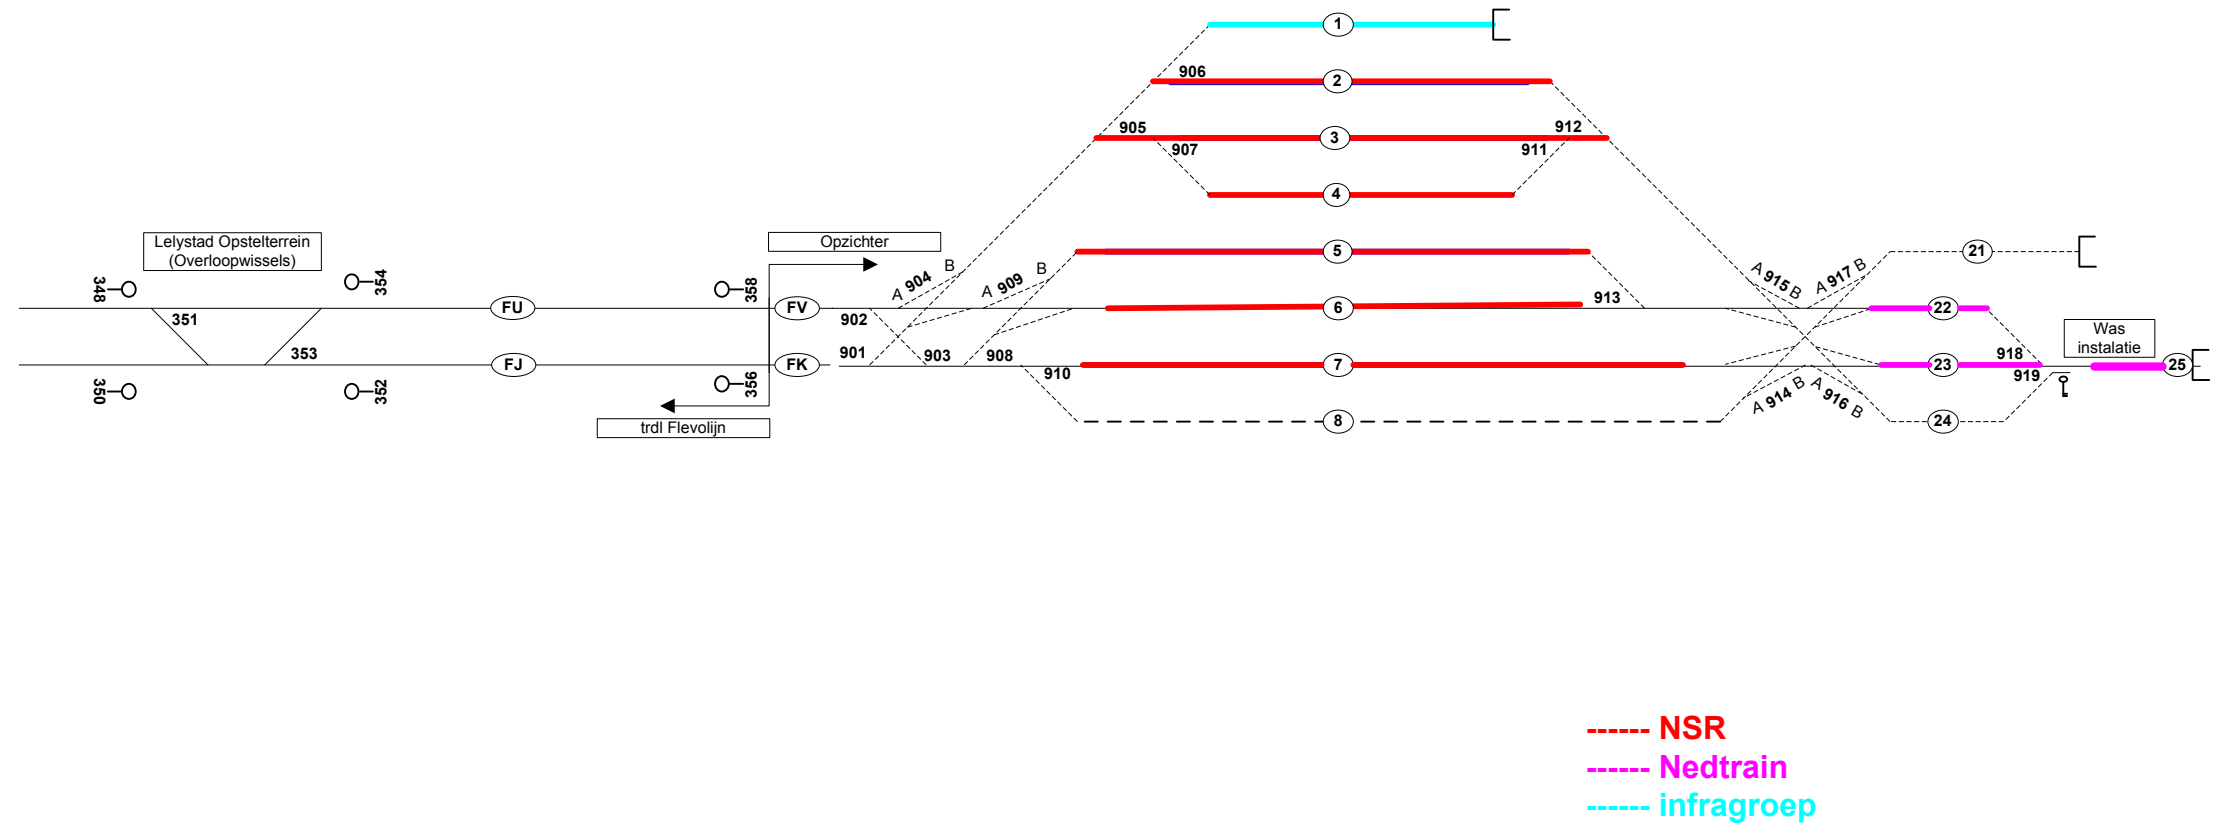 1
906
2
905
3
912
907
911
4
Lelystad Opstelterrein
(Overloopwissels)
Opzichter
5
21
348
354
358
A 904 B
A 909 B
A 915 B
A 917 B
351
FU
FV
902
6
913
22
Was
instalatie
353
FJ
FK
901
903
908
910
7
23
918
919
25
350
352
356
A 914 B
A 916 B
trdl Flevolijn
8
24
------ NSR
------ Nedtrain
------ infragroep